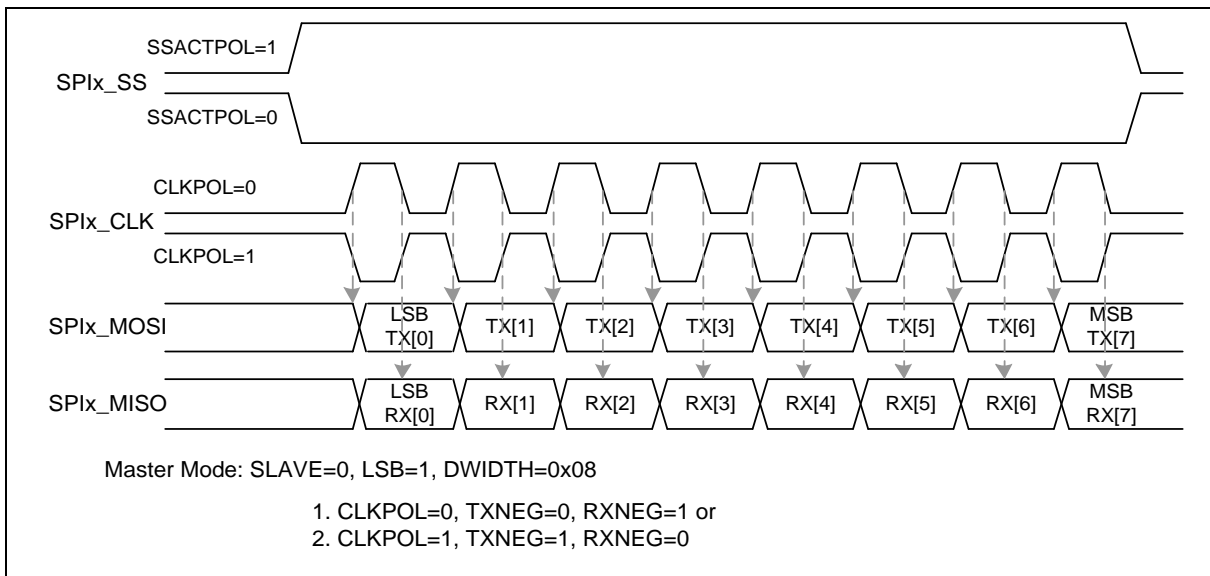 SSACTPOL=1
SPIx_SS
SSACTPOL=0
CLKPOL=0
SPIx_CLK
CLKPOL=1
SPIx_MOSI LSB TX[0] TX[1] TX[2] TX[3] TX[4] TX[5] TX[6] MSB TX[7]
SPIx_MISO LSB RX[0] RX[1] RX[2] RX[3] RX[4] RX[5] RX[6] MSB RX[7]
Master Mode: SLAVE=0, LSB=1, DWIDTH=0x08
1. CLKPOL=0, TXNEG=0, RXNEG=1 or
2. CLKPOL=1, TXNEG=1, RXNEG=0